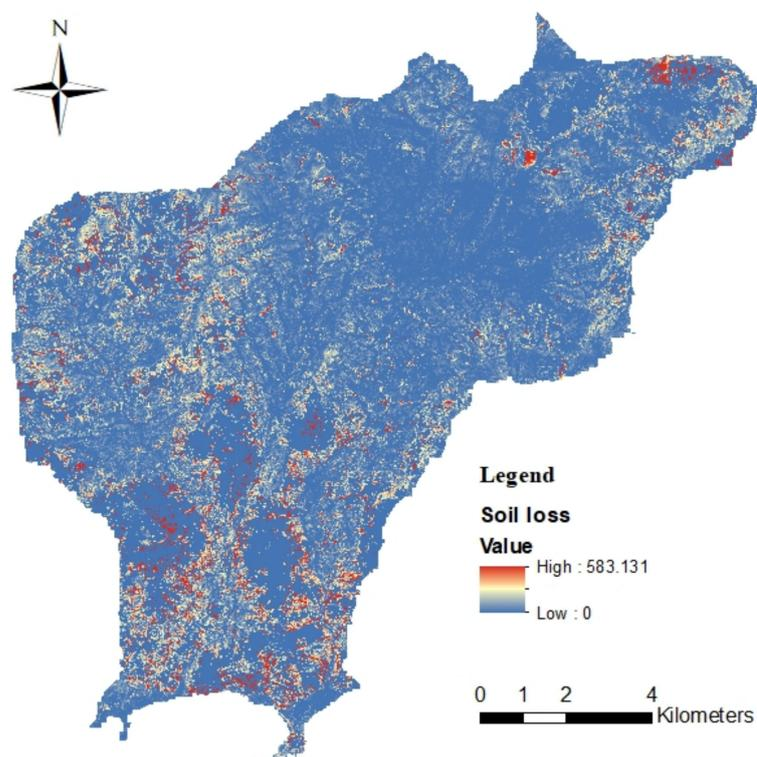 N
Legend
Soil loss
Value
High : 583.131
Low : 0
0 1 2 4
Kilometers